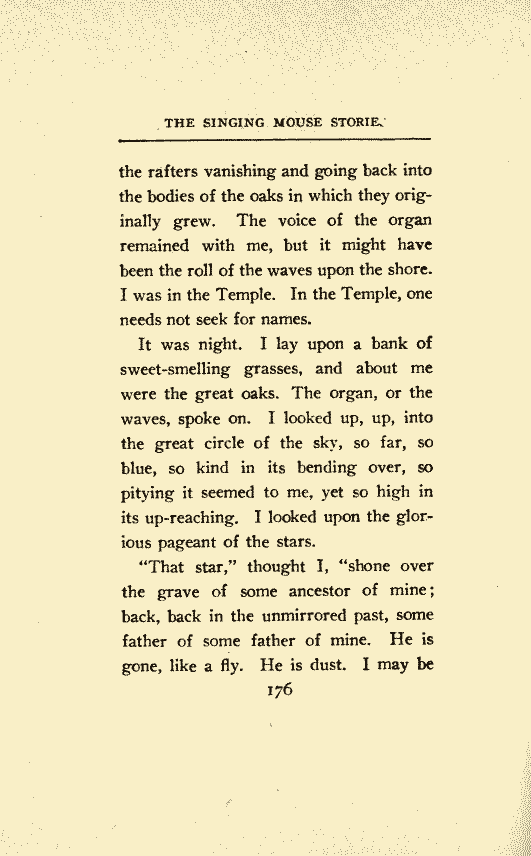 THE SINGING MOUSE STORIE.
the rafters vanishing and going back into
the bodies of the oaks in which they orig-
inally grew. The voice of the organ
remained with me, but it might have
been the roll of the waves upon the shore.
I was in the Temple. In the Temple, one
needs not seek for names.
It was night. I lay upon a bank of
sweet-smelling grasses, and about me
were the great oaks. The organ, or the
waves, spoke on. I looked up, up, into
the great circle of the sky, so far, so
blue, so kind in its bending over, so
pitying it seemed to me, yet so high in
its up-reaching. I looked upon the glor-
ious pageant of the stars.
“That star,” thought I, “shone over
the grave of some ancestor of mine;
back, back in the unmirrored past, some
father of some father of mine. He is
gone, like a fly. He is dust. I may be
176